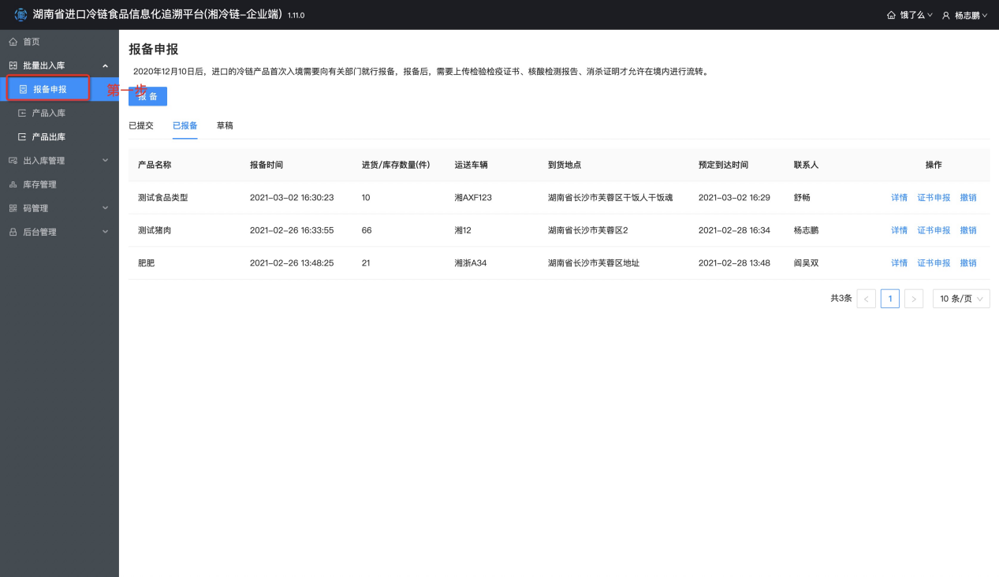 湖南省进口冷链食品信息化追溯平台(湘冷链-企业端) 1.11.0
饿了么 杨志鹏
首页
批量出入库
报备申报
产品入库
产品出库
出入库管理
库存管理
码管理
后台管理
第一步
报备申报
2020年12月10日后，进口的冷链产品首次入境需要向有关部门就行报备，报备后，需要上传检验检疫证书、核酸检测报告、消杀证明才允许在境内进行流转。
报 备
已提交 已报备 草稿
产品名称 报备时间 进货/库存数量(件) 运送车辆 到货地点 预定到达时间 联系人 操作
测试食品类型 2021-03-02 16:30:23 10 湘AXF123 湖南省长沙市芙蓉区干饭人干饭魂 2021-03-02 16:29 舒畅 详情 证书申报 撤销
测试猪肉 2021-02-26 16:33:55 66 湘12 湖南省长沙市芙蓉区2 2021-02-28 16:34 杨志鹏 详情 证书申报 撤销
肥肥 2021-02-26 13:48:25 21 湘浙A34 湖南省长沙市芙蓉区地址 2021-02-28 13:48 阎吴双 详情 证书申报 撤销
共3条 < 1 > 10 条/页